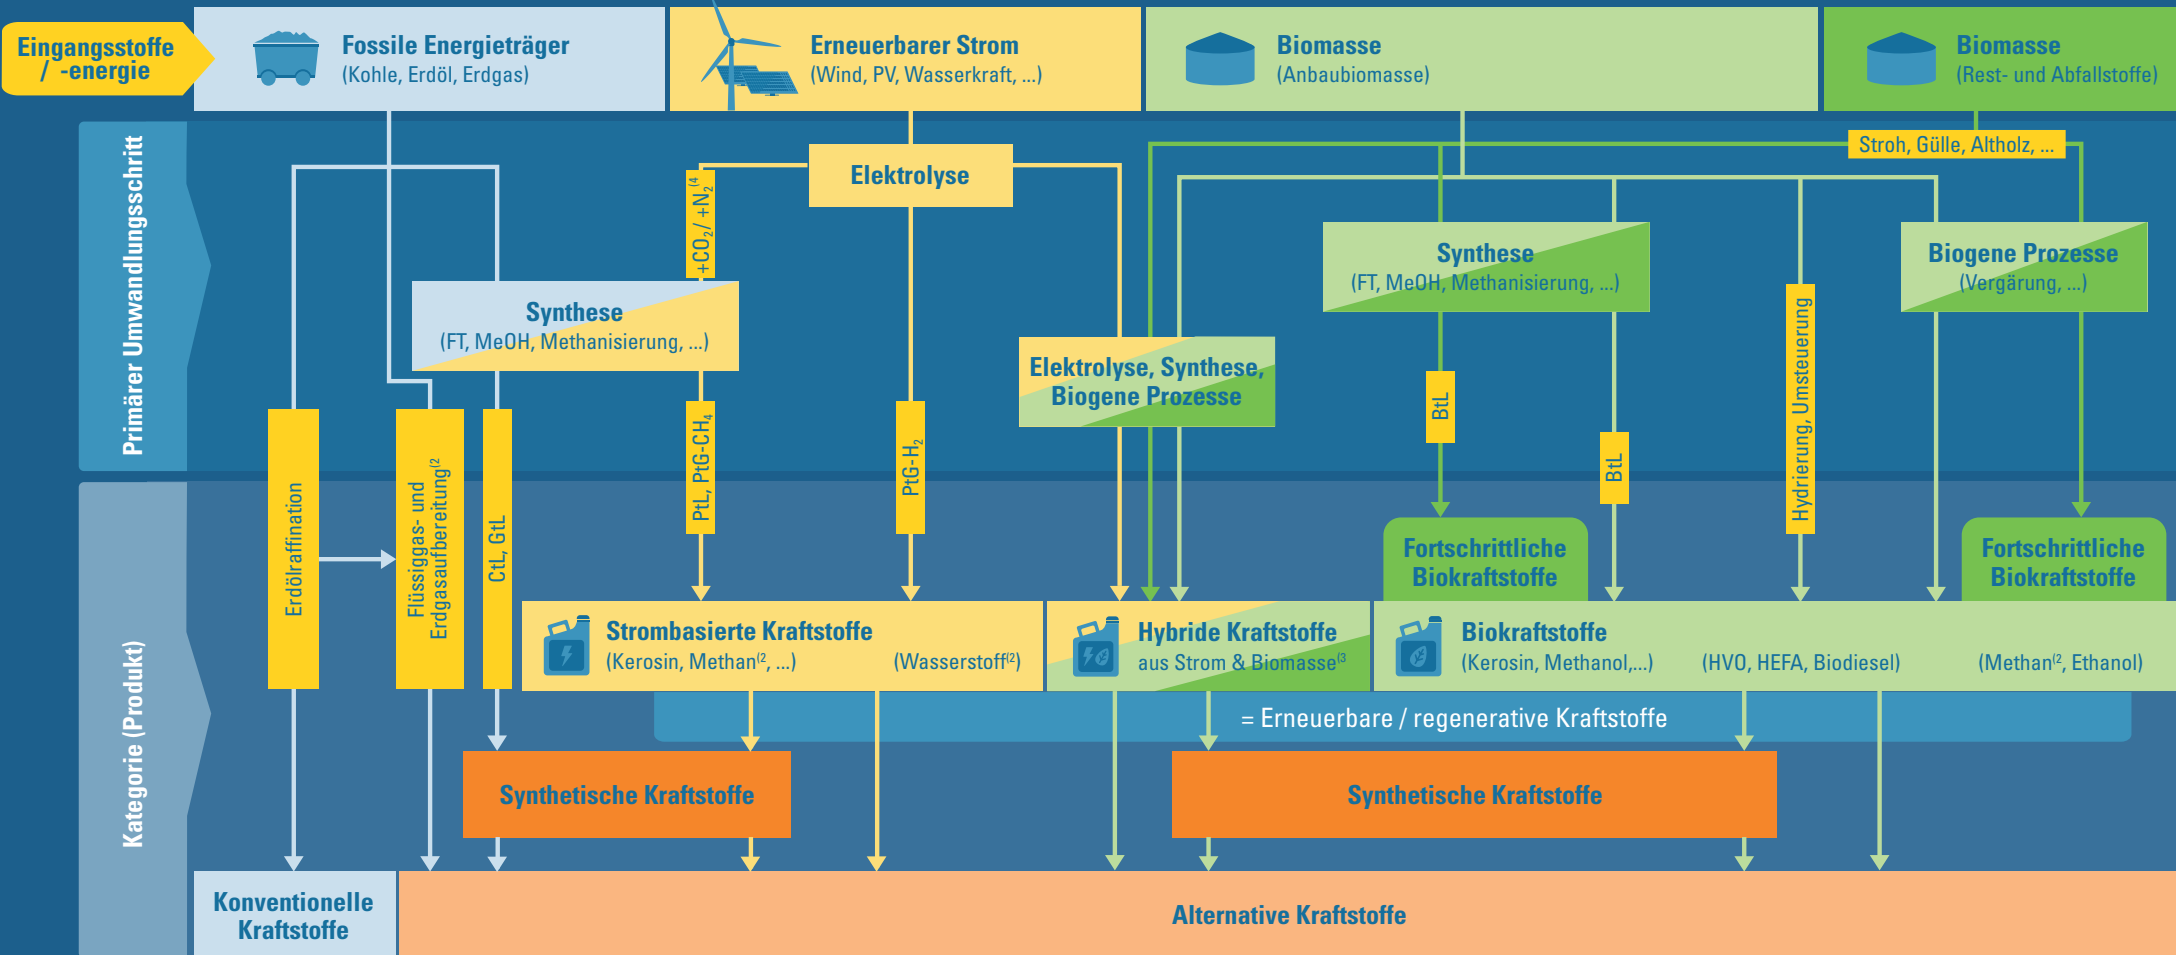 Eingangsstoffe
/ -energie
Fossile Energieträger
(Kohle, Erdöl, Erdgas)
Erneuerbarer Strom
(Wind, PV, Wasserkraft, ...)
Biomasse
(Anbaubiomasse)
Biomasse
(Rest- und Abfallstoffe)
Primärer Umwandlungsschritt
Stroh, Gülle, Altholz, ...
Elektrolyse
+CO₂/ +N₂⁽⁴
Synthese
(FT, MeOH, Methanisierung, ...)
Elektrolyse, Synthese,
Biogene Prozesse
Synthese
(FT, MeOH, Methanisierung, ...)
Biogene Prozesse
(Vergärung, ...)
Erdölraffination
Flüssiggas- und
Erdgasaufbereitung⁽²
CtL, GtL
PtL, PtG-CH₄
PtG-H₂
BtL
BtL
Hydrierung, Umsteuerung
Kategorie (Produkt)
Fortschrittliche
Biokraftstoffe
Fortschrittliche
Biokraftstoffe
Strombasierte Kraftstoffe
(Kerosin, Methan⁽², ...)
(Wasserstoff⁽²)
Hybride Kraftstoffe
aus Strom & Biomasse⁽³
Biokraftstoffe
(Kerosin, Methanol,...)
(HVO, HEFA, Biodiesel)
(Methan⁽², Ethanol)
= Erneuerbare / regenerative Kraftstoffe
Synthetische Kraftstoffe
Synthetische Kraftstoffe
Konventionelle
Kraftstoffe
Alternative Kraftstoffe